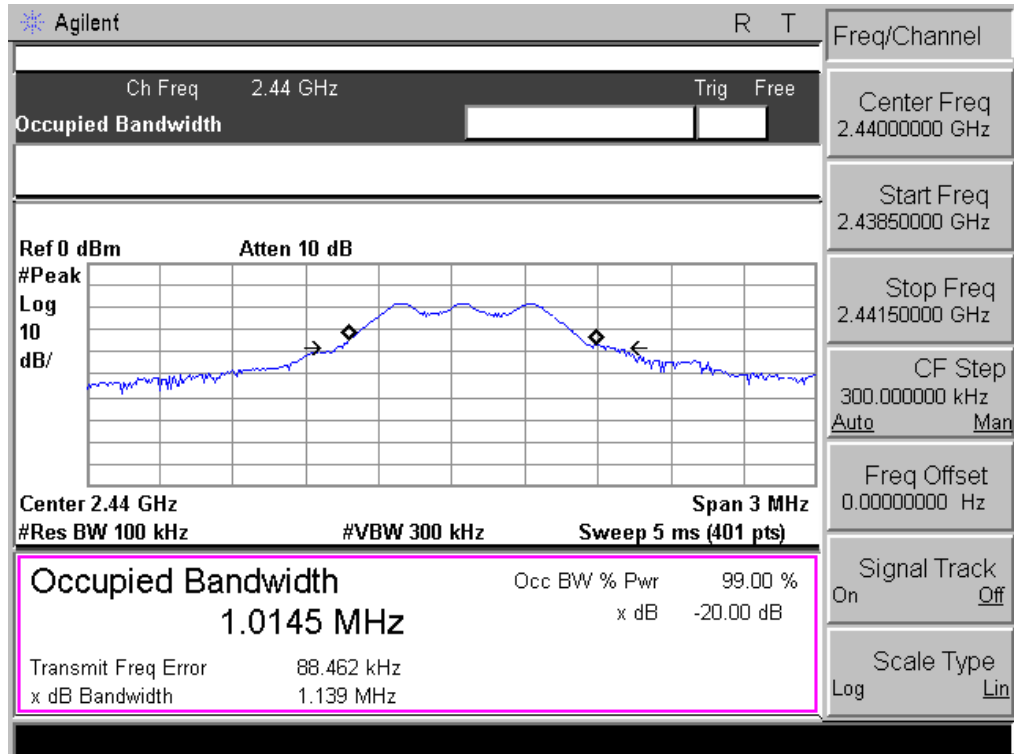 Agilent R T
Ch Freq 2.44 GHz Trig Free
Occupied Bandwidth
Ref 0 dBm Atten 10 dB
#Peak
Log
10
dB/
Center 2.44 GHz Span 3 MHz
#Res BW 100 kHz #VBW 300 kHz Sweep 5 ms (401 pts)
Occupied Bandwidth
1.0145 MHz
Occ BW % Pwr 99.00 %
x dB -20.00 dB
Transmit Freq Error 88.462 kHz
x dB Bandwidth 1.139 MHz
Freq/Channel
Center Freq
2.44000000 GHz
Start Freq
2.43850000 GHz
Stop Freq
2.44150000 GHz
CF Step
300.000000 kHz
Auto Man
Freq Offset
0.00000000 Hz
Signal Track
On Off
Scale Type
Log Lin